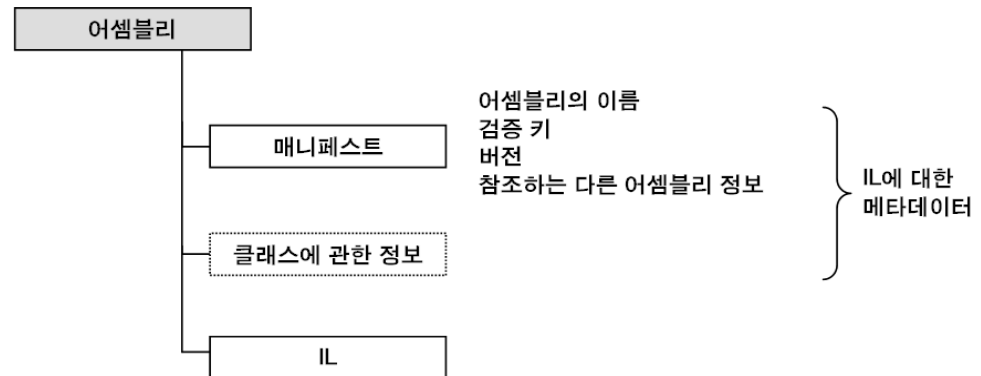 어셈블리
매니페스트
어셈블리의 이름
검증 키
버전
참조하는 다른 어셈블리 정보
IL에 대한
메타데이터
클래스에 관한 정보
IL